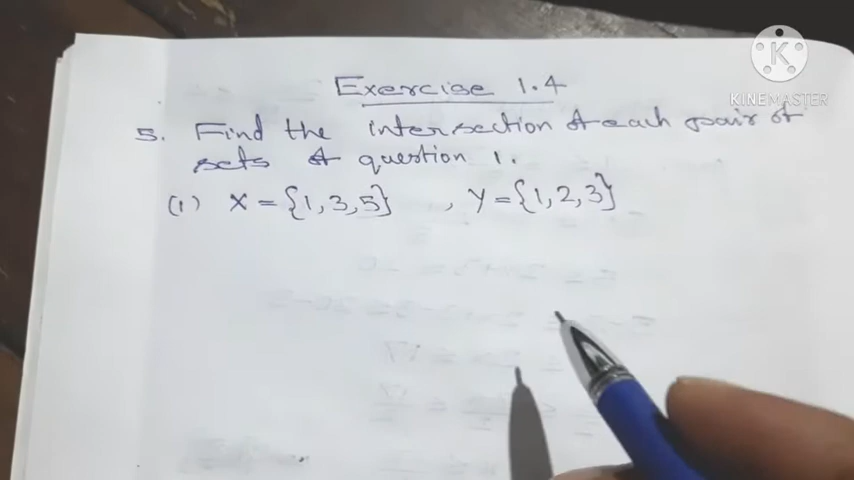 KINEMASTER
Exercise 1.4
5. Find the intersection of each pair of
sets of question 1.
(1) X = {1, 3, 5} , Y = {1, 2, 3}